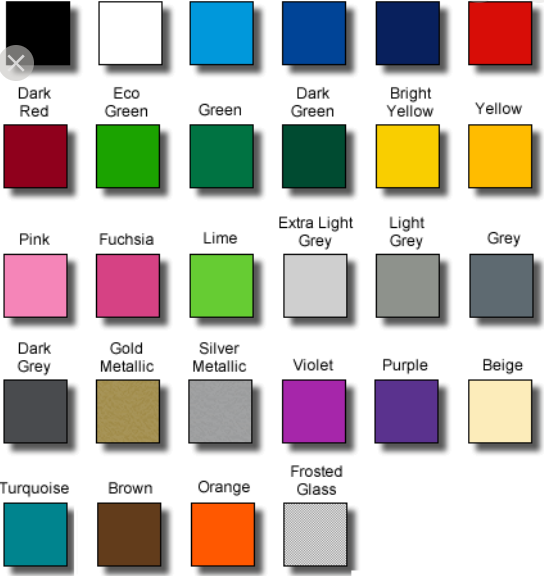 Dark Red
Eco Green
Green
Dark Green
Bright Yellow
Yellow
Pink
Fuchsia
Lime
Extra Light Grey
Light Grey
Grey
Dark Grey
Gold Metallic
Silver Metallic
Violet
Purple
Beige
Turquoise
Brown
Orange
Frosted Glass